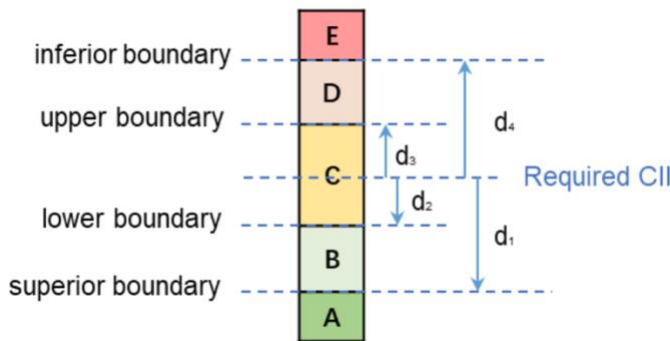 E
inferior boundary
D
upper boundary
d₄
d₃
C
Required CII
d₂
lower boundary
d₁
B
superior boundary
A